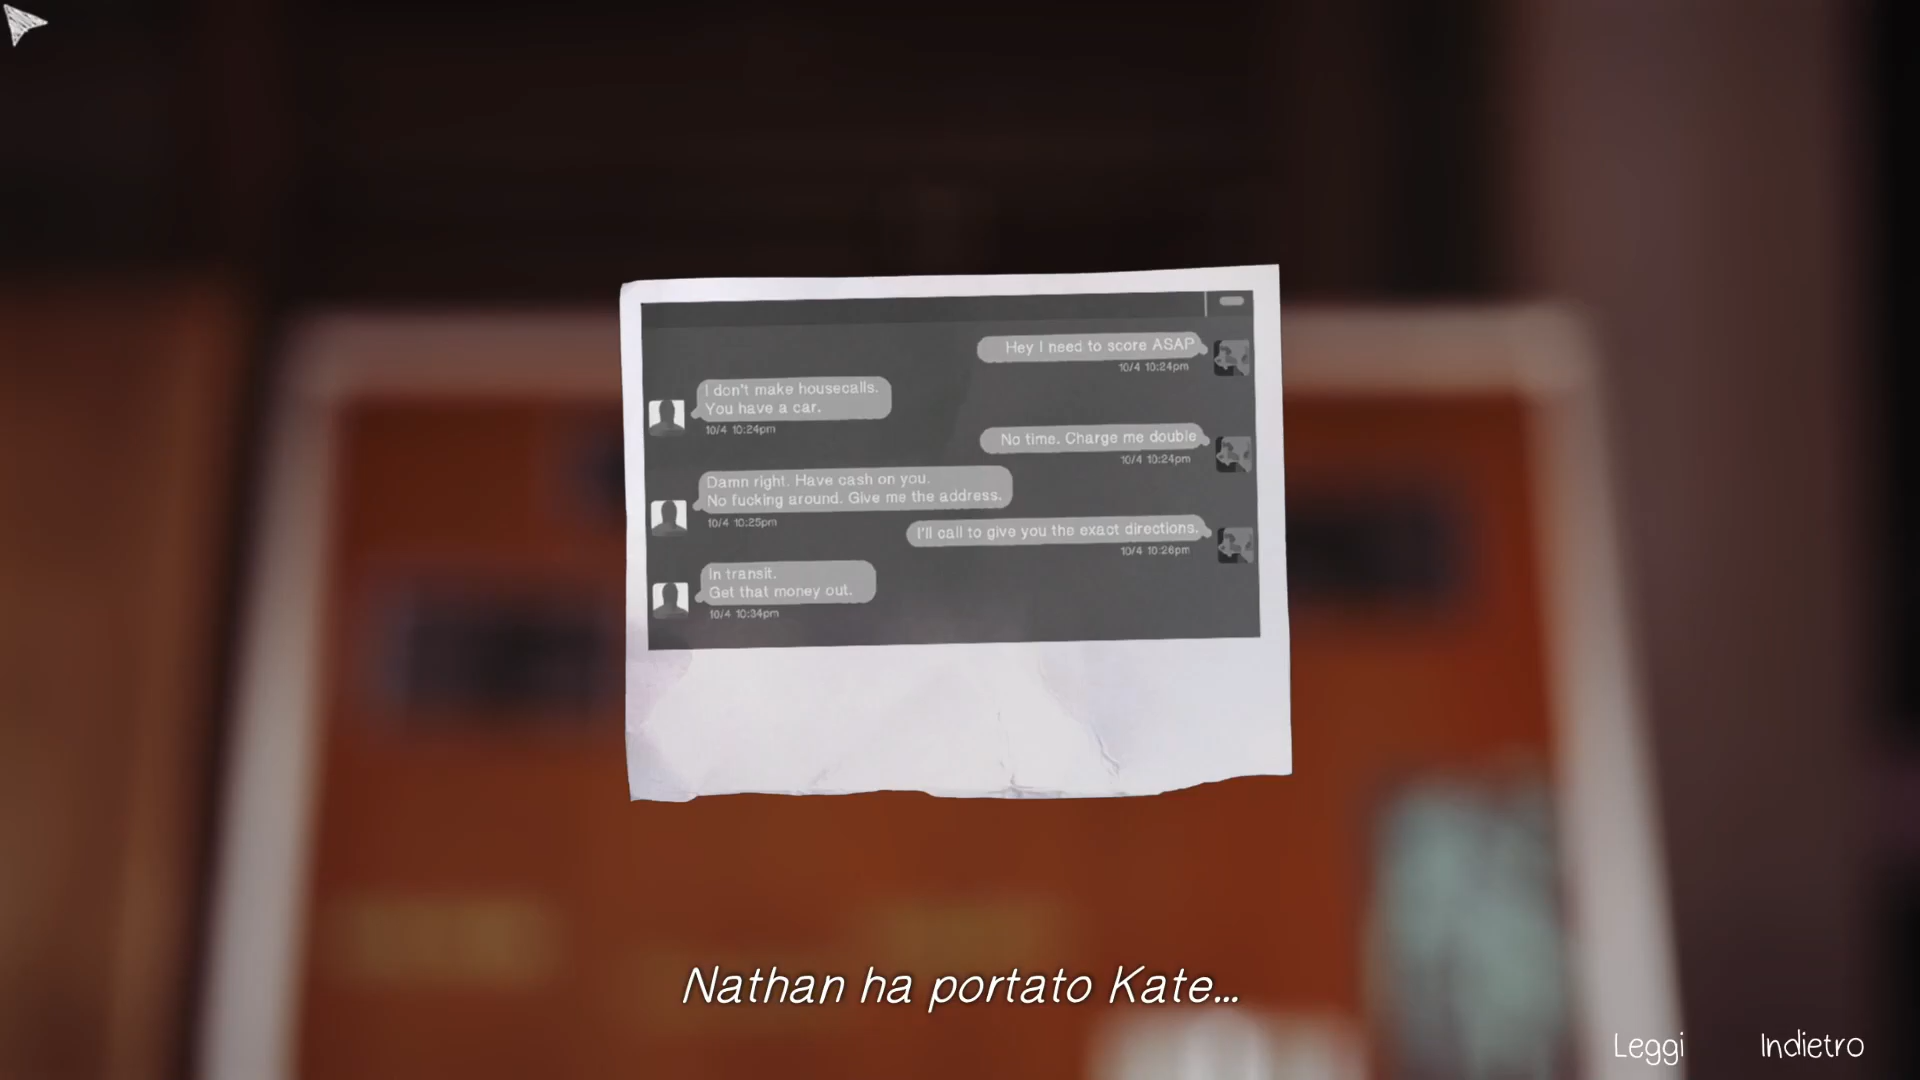 Hey I need to score ASAP
10/4 10:24pm
I don't make housecalls.
You have a car.
10/4 10:24pm
No time. Charge me double
10/4 10:24pm
Damn right. Have cash on you.
No fucking around. Give me the address.
10/4 10:25pm
I'll call to give you the exact directions.
10/4 10:26pm
In transit.
Get that money out.
10/4 10:34pm
Nathan ha portato Kate...
Leggi
Indietro